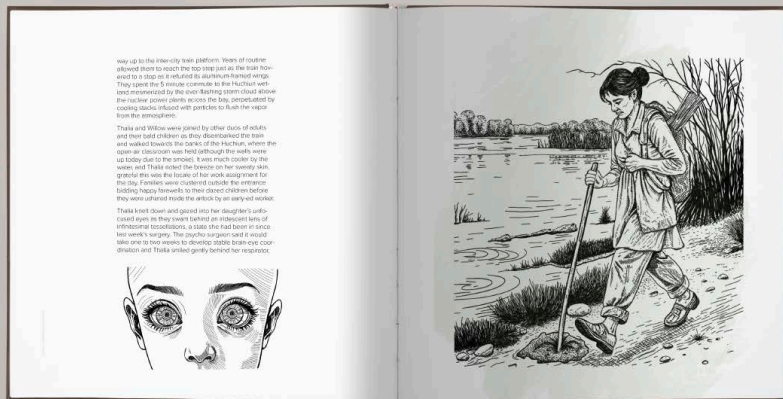 way up to the inter-city train platform. Years of routine
allowed them to reach the top step just as the train hov-
ered to a stop as it refurled its aluminum-framed wings.
They spent the 5 minute commute to the Huchiun wet-
land mesmerized by the ever-flashing storm cloud above
the nuclear power plants across the bay, perpetuated by
cooling stacks infused with particles to flush the vapor
from the atmosphere.
Thalia and Willow were joined by other duos of adults
and their bald children as they disembarked the train
and walked towards the banks of the Huchiun, where the
open-air classroom was held (although the walls were
up today due to the smoke). It was much cooler by the
water, and Thalia noted the breeze on her sweaty skin,
grateful this was the locale of her work assignment for
the day. Families were clustered outside the entrance
bidding happy farewells to their dazed children before
they were ushered inside the airlock by an early-ed worker.
Thalia knelt down and gazed into her daughter's unfo-
cused eyes as they swam behind an iridescent lens of
infinitesimal tessellations, a state she had been in since
last week's surgery. The psycho surgeon said it would
take one to two weeks to develop stable brain-eye coor-
dination and Thalia smiled gently behind her respirator,